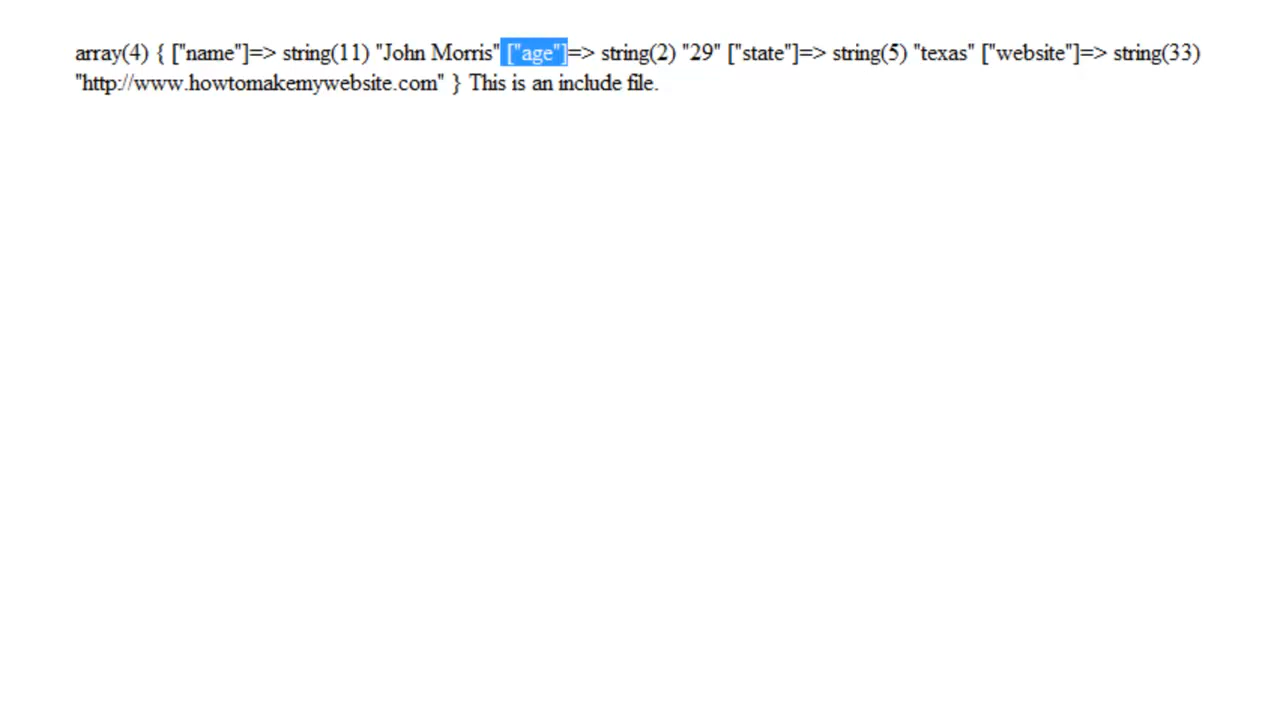 array(4) { ["name"]=> string(11) "John Morris" ["age"]=> string(2) "29" ["state"]=> string(5) "texas" ["website"]=> string(33)
"http://www.howtomakemywebsite.com" } This is an include file.